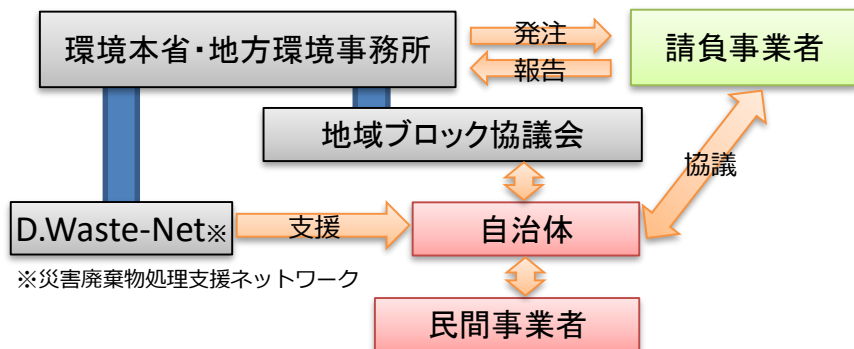 環境本省・地方環境事務所
発注
報告
請負事業者
地域ブロック協議会
協議
D.Waste-Net※
支援
自治体
※災害廃棄物処理支援ネットワーク
民間事業者